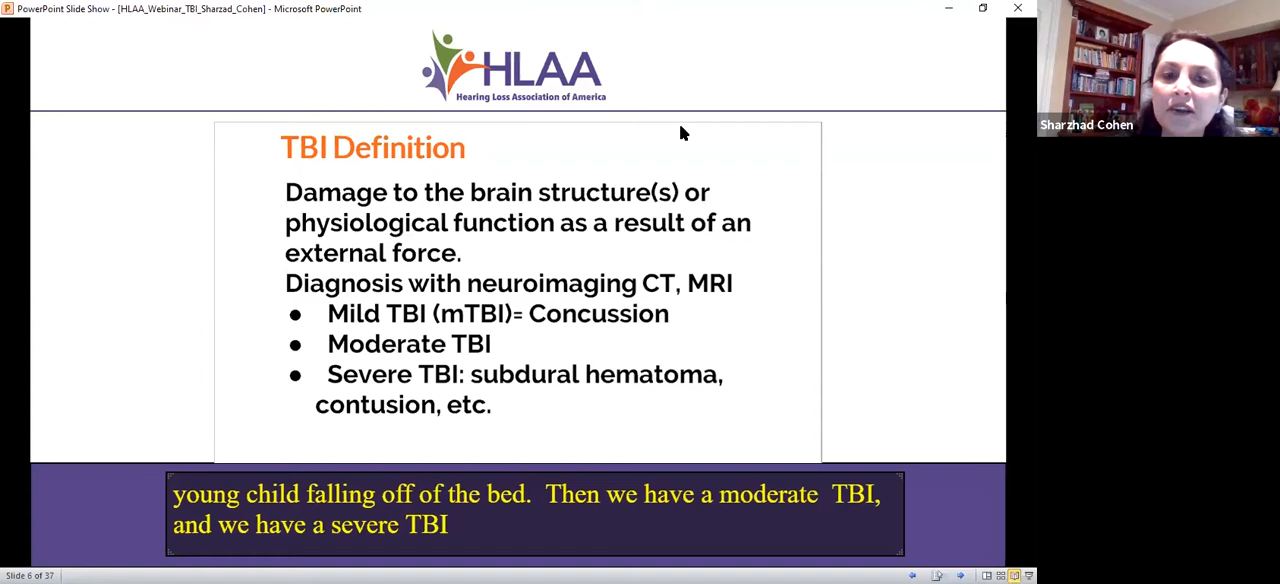 PowerPoint Slide Show - [HLAA_Webinar_TBI_Sharzad_Cohen] - Microsoft PowerPoint
HLAA
Hearing Loss Association of America
Sharzhad Cohen
TBI Definition
Damage to the brain structure(s) or
physiological function as a result of an
external force.
Diagnosis with neuroimaging CT, MRI
● Mild TBI (mTBI)= Concussion
● Moderate TBI
● Severe TBI: subdural hematoma,
contusion, etc.
young child falling off of the bed. Then we have a moderate TBI,
and we have a severe TBI
Slide 6 of 37